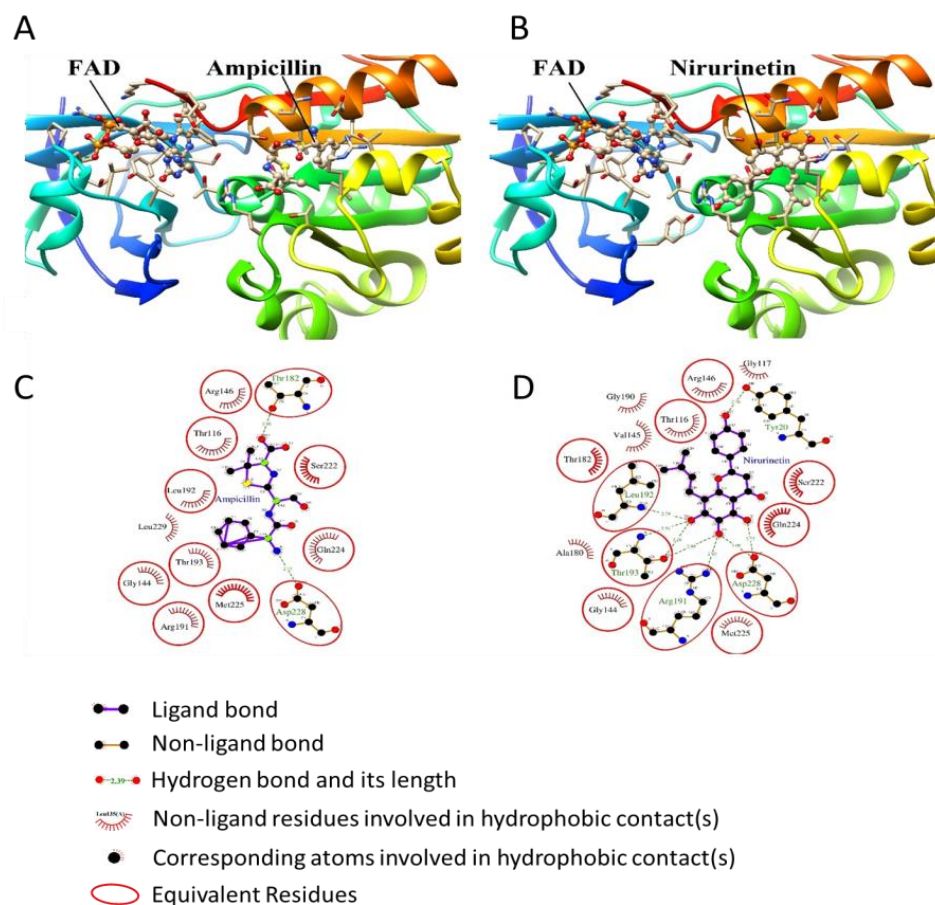 A
FAD
Ampicillin
B
FAD
Nirurinetin
C
Thr182
Arg146
Thr116
Ser222
Leu192
Ampicillin
Leu229
Gln224
Thr193
Gly144
Met225
Arg191
Asp228
D
Gly117
Arg146
Gly190
Thr116
Tyr20
Val145
Nirurinetin
Thr182
Ser222
Leu192
Gln224
Ala180
Thr193
Asp228
Arg191
Gly144
Met225
Ligand bond
Non-ligand bond
2.39
Hydrogen bond and its length
Non-ligand residues involved in hydrophobic contact(s)
Corresponding atoms involved in hydrophobic contact(s)
Equivalent Residues